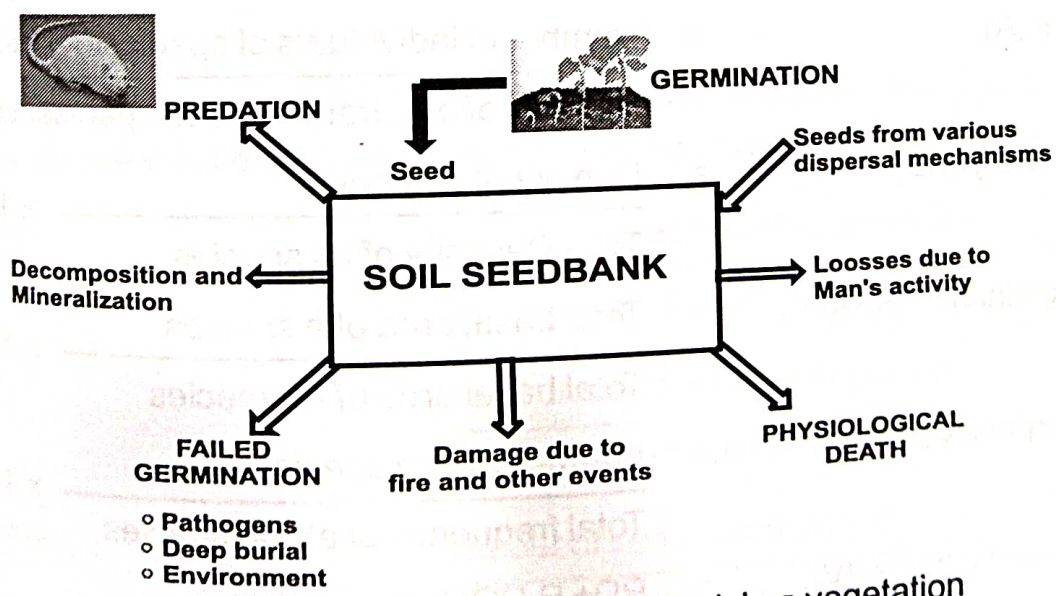 PREDATION
GERMINATION
Seed
Seeds from various
dispersal mechanisms
SOIL SEEDBANK
Decomposition and
Mineralization
Loosses due to
Man's activity
FAILED
GERMINATION
Pathogens
Deep burial
Environment
Damage due to
fire and other events
PHYSIOLOGICAL
DEATH
vegetation